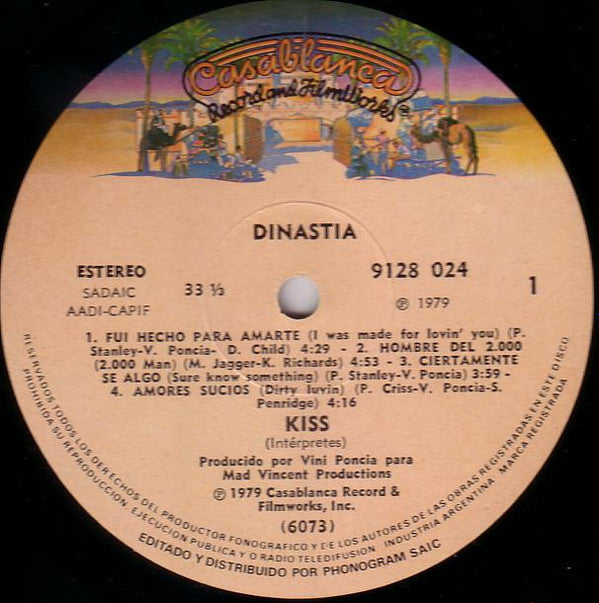 Casablanca
Record and FilmWorks
DINASTIA
ESTEREO
SADAIC
AADI-CAPIF
33 ⅓
9128 024
℗ 1979
1
1. FUI HECHO PARA AMARTE (I was made for lovin' you) (P.
Stanley-V. Poncia- D. Child) 4:29 - 2. HOMBRE DEL 2.000
(2.000 Man) (M. Jagger-K. Richards) 4:53 - 3. CIERTAMENTE
SE ALGO (Sure know something) (P. Stanley-V. Poncia) 3:59 -
4. AMORES SUCIOS (Dirty luvin) (P. Criss-V. Poncia-S.
Penridge) 4:16
KISS
(Intérpretes)
Producido por Vini Poncia para
Mad Vincent Productions
℗ 1979 Casablanca Record &
Filmworks, Inc.
(6073)
RESERVADOS TODOS LOS DERECHOS DEL PRODUCTOR FONOGRAFICO Y DE LOS AUTORES DE LAS OBRAS REGISTRADAS EN ESTE DISCO
PROHIBIDA SU REPRODUCCION, EJECUCION PUBLICA Y O RADIO TELEDIFUSION INDUSTRIA ARGENTINA MARCA REGISTRADA
EDITADO Y DISTRIBUIDO POR PHONOGRAM SAIC